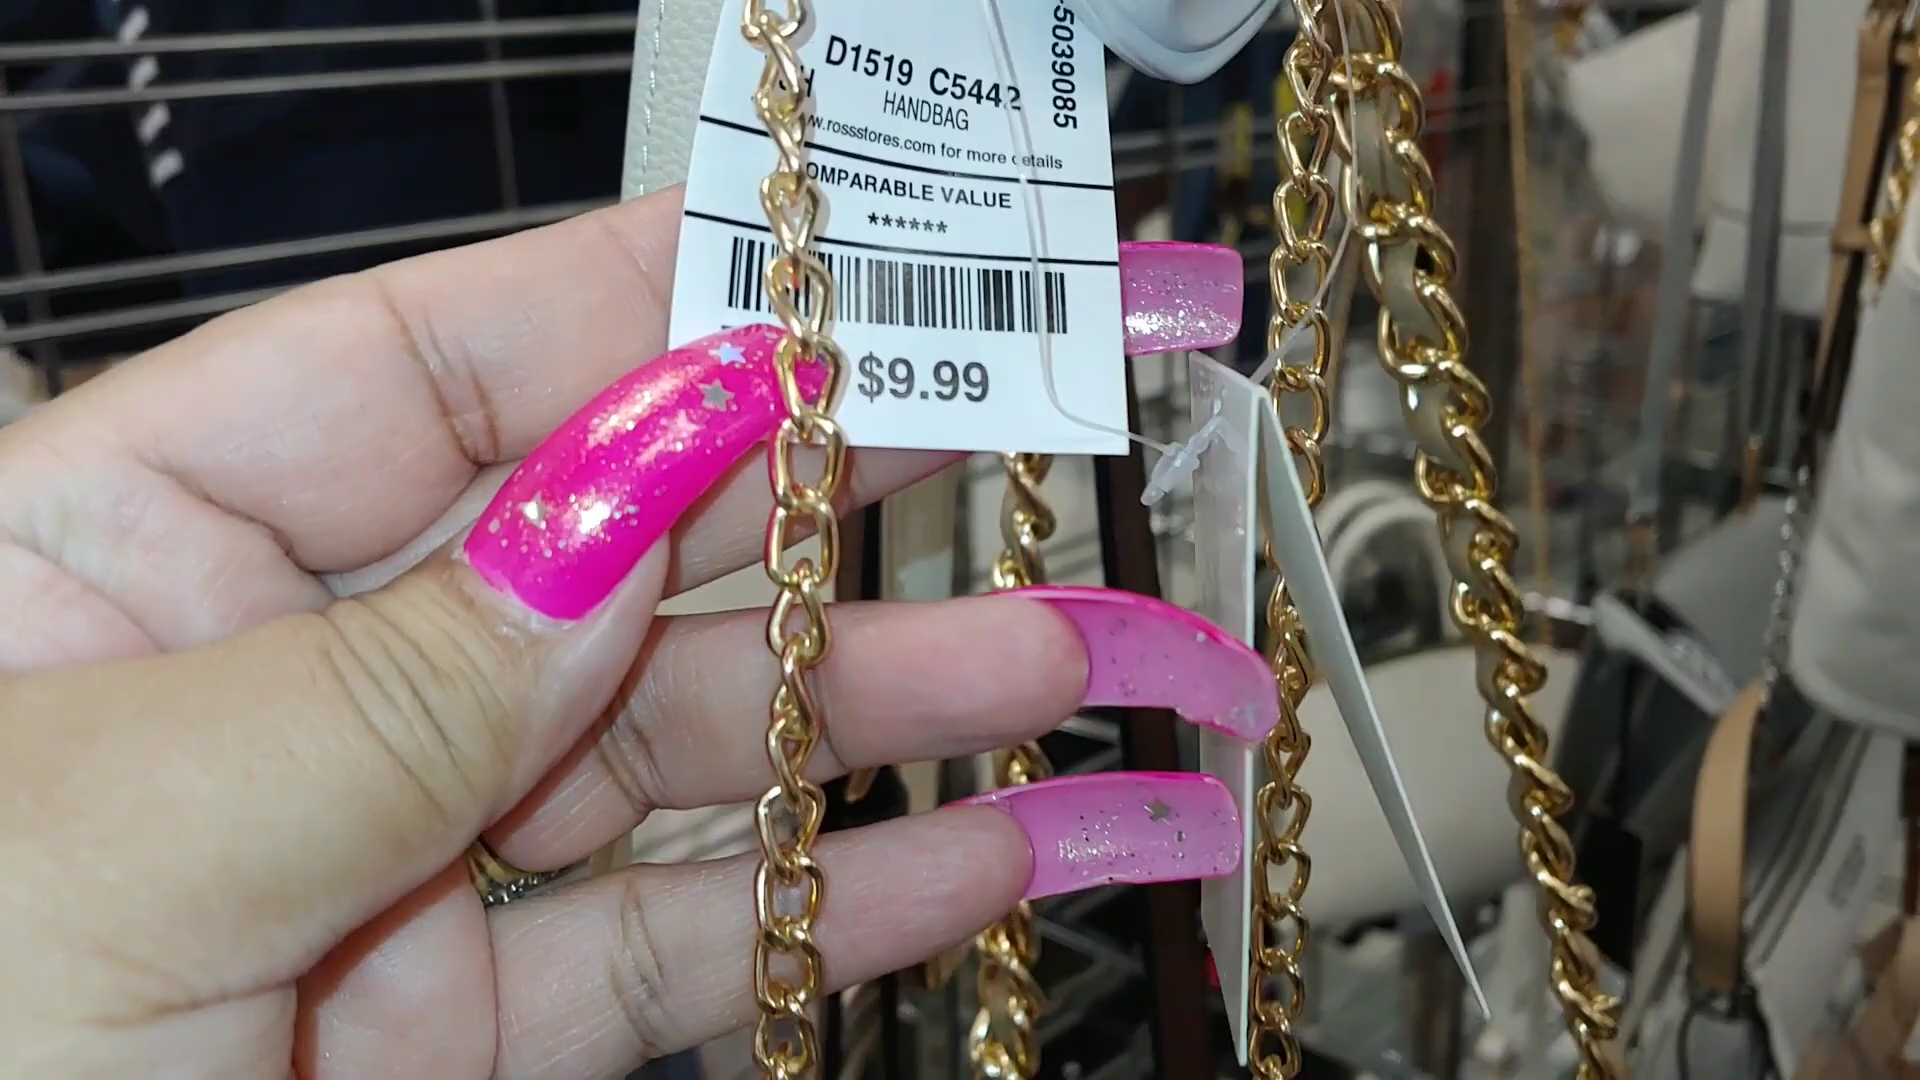 D1519 C5442
HANDBAG
w.rossstores.com for more details
OMPARABLE VALUE
******
$9.99
5039085